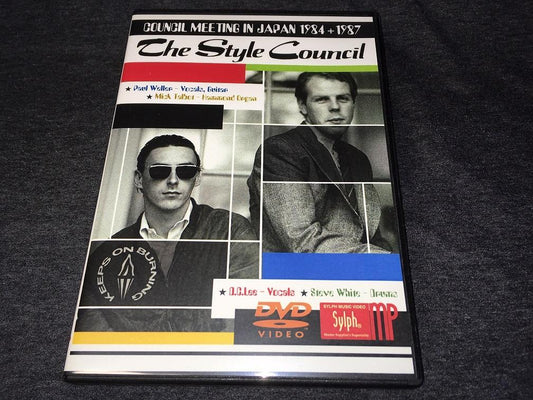 COUNCIL MEETING IN JAPAN 1984 + 1987
The Style Council
★ Paul Weller - Vocals, Guitar
★ Mick Talbot - Hammond Organ
KEEPS ON BURNING
★ D.C.Lee - Vocals ★ Steve White - Drums
DVD
VIDEO
SYLPH MUSIC VIDEO
Sylph®
MP